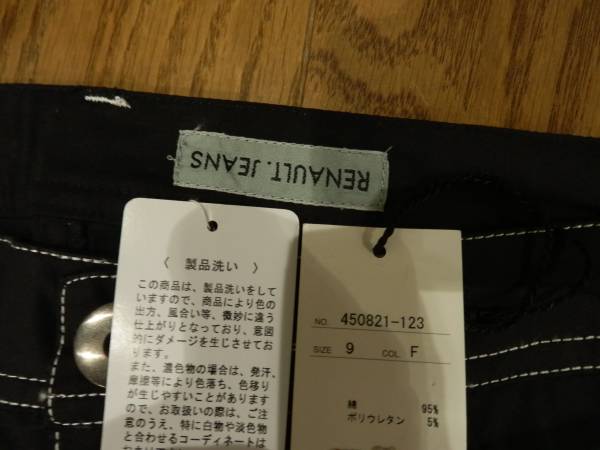 RENAULT. JEANS
〈 製品洗い 〉
この商品は、製品洗いをして
いますので、商品により色の
出方、風合い等、微妙に違う
仕上がりとなっており、意図
的にダメージを生じさせてお
ります。
また、濃色物の場合は、発汗、
摩擦等により色落ち、色移り
が生じやすいことがあります
ので、お取扱いの際は、ご注
意のうえ、特に白物や淡色物
と合わせるコーディネートは
NO. 450821-123
SIZE 9 COL. F
綿 95%
ポリウレタン 5%